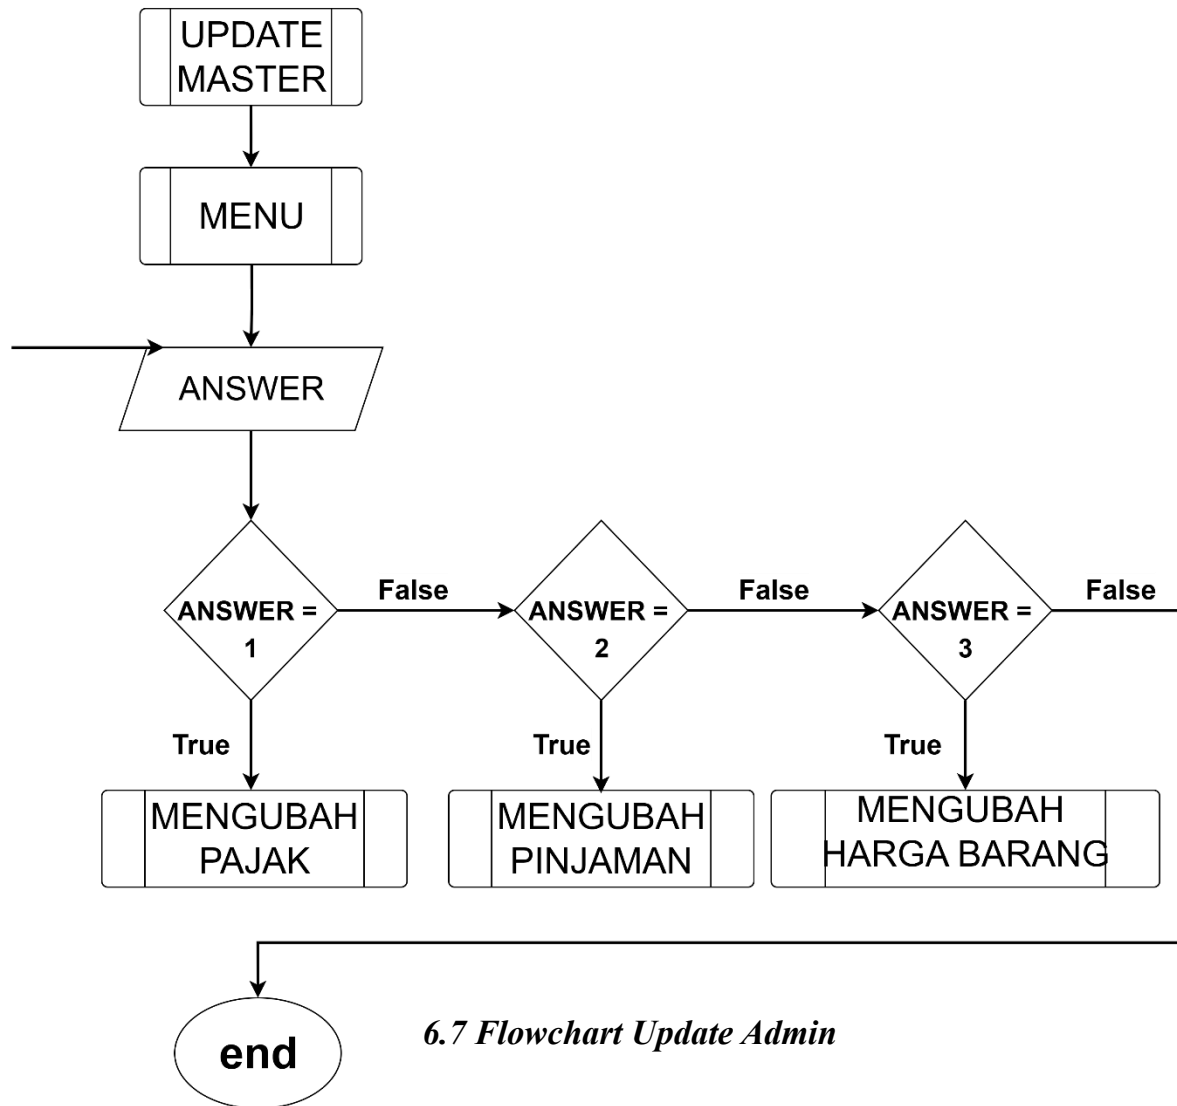 UPDATE
MASTER
MENU
ANSWER
ANSWER =
1
False
ANSWER =
2
False
ANSWER =
3
False
True
True
True
MENGUBAH
PAJAK
MENGUBAH
PINJAMAN
MENGUBAH
HARGA BARANG
end
6.7 Flowchart Update Admin